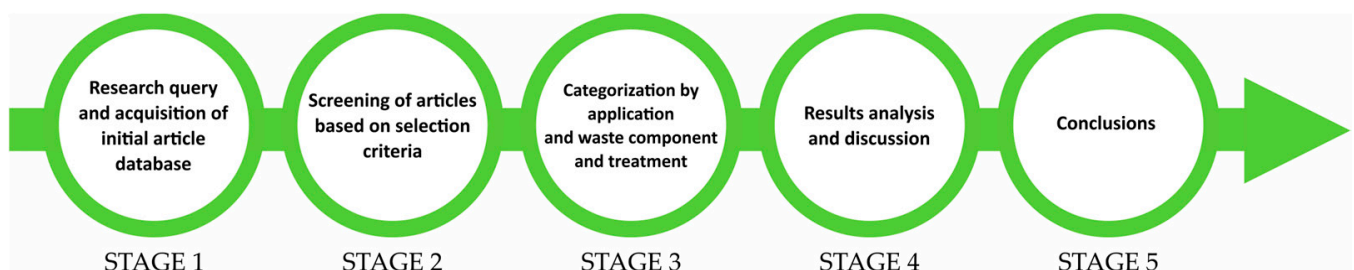 Research query
and acquisition of
initial article
database
Screening of articles
based on selection
criteria
Categorization by
application
and waste component
and treatment
Results analysis
and discussion
Conclusions
STAGE 1
STAGE 2
STAGE 3
STAGE 4
STAGE 5